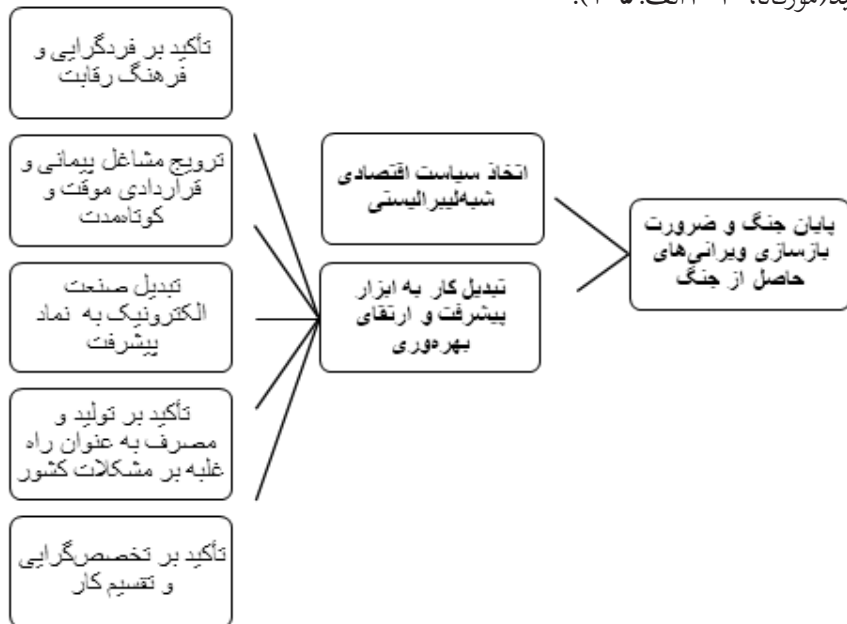 پایان جنگ و ضرورت
بازسازی ویرانی‌های
حاصل از جنگ
اتخاذ سیاست اقتصادی
شبه‌لیبرالیستی
تبدیل کار به ابزار
پیشرفت و ارتقای
بهره‌وری
تأکید بر فردگرایی و
فرهنگ رقابت
ترویج مشاغل پیمانی و
قراردادی موقت و
کوتاه‌مدت
تبدیل صنعت
الکترونیک به نماد
پیشرفت
تأکید بر تولید و
مصرف به عنوان راه
غلبه بر مشکلات کشور
تأکید بر تخصص‌گرایی
و تقسیم کار